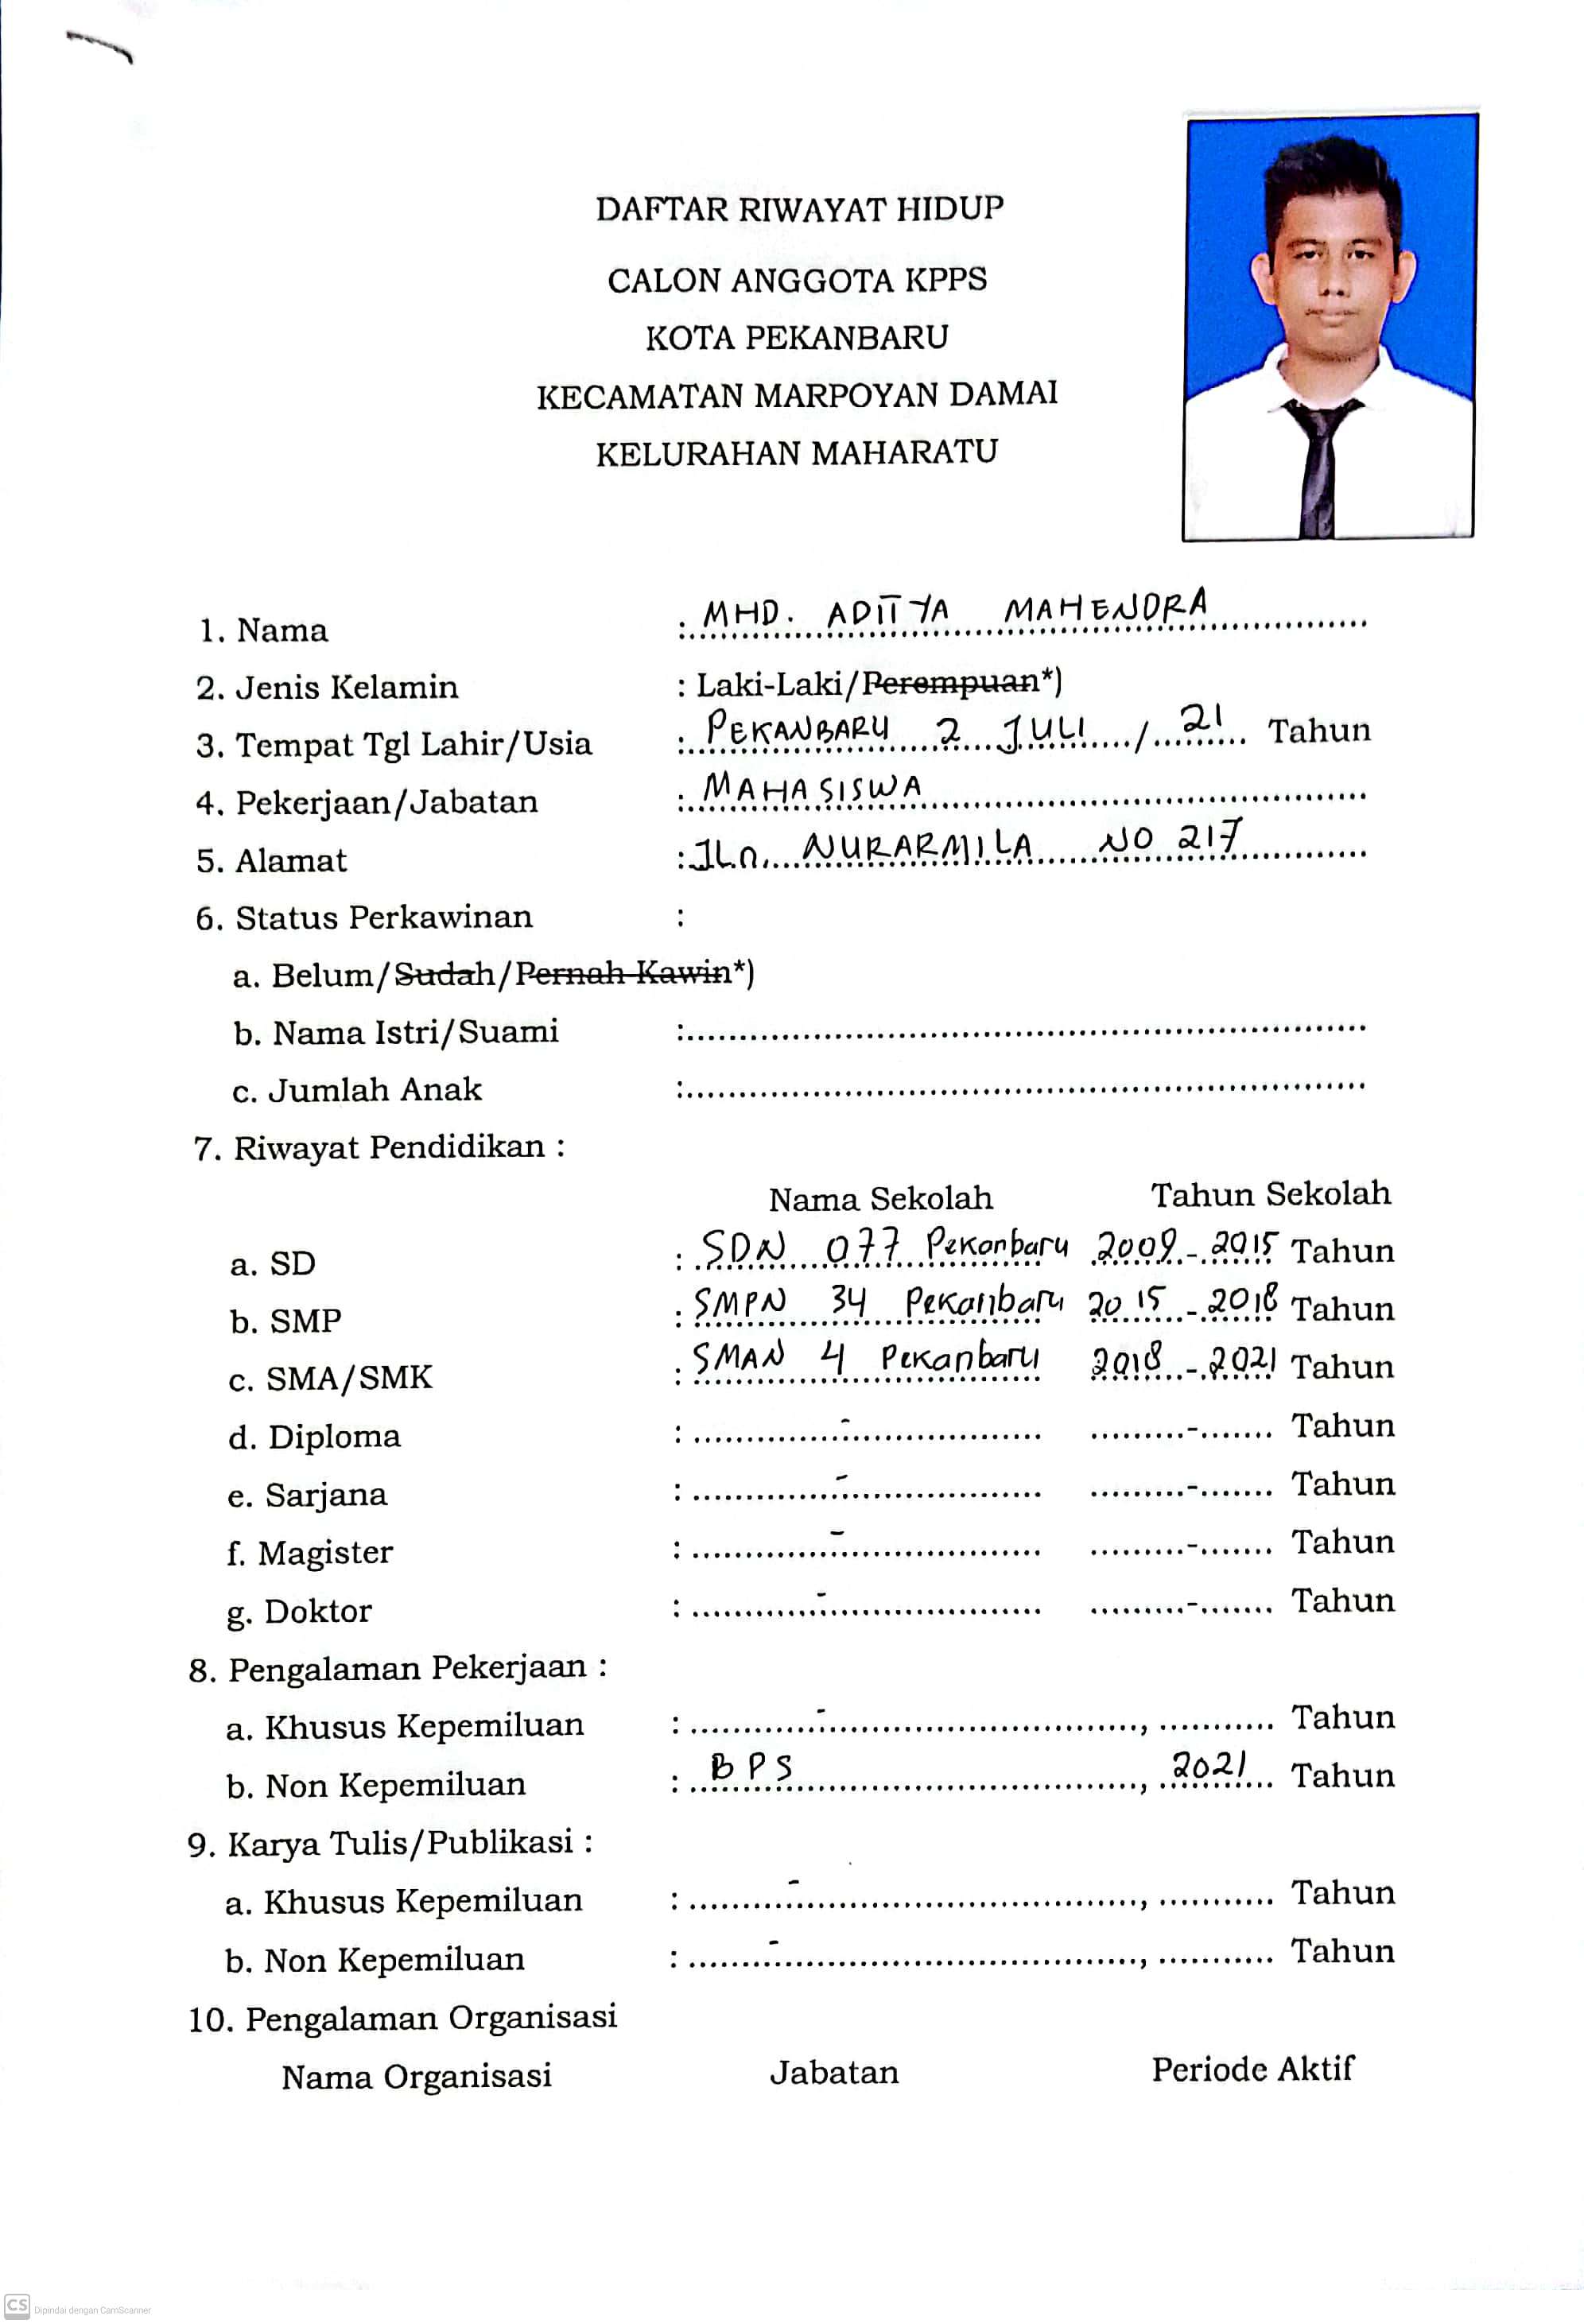 DAFTAR RIWAYAT HIDUP
CALON ANGGOTA KPPS
KOTA PEKANBARU
KECAMATAN MARPOYAN DAMAI
KELURAHAN MAHARATU
1. Nama : MHD. ADITYA MAHENDRA
2. Jenis Kelamin : Laki-Laki/Perempuan*)
3. Tempat Tgl Lahir/Usia : PEKANBARU 2 JULI / 21 Tahun
4. Pekerjaan/Jabatan : MAHASISWA
5. Alamat : JLn. NURARMILA NO 217
6. Status Perkawinan :
a. Belum/Sudah/Pernah Kawin*)
b. Nama Istri/Suami :
c. Jumlah Anak :
7. Riwayat Pendidikan :
Nama Sekolah Tahun Sekolah
a. SD : SDN 077 Pekanbaru 2009 - 2015 Tahun
b. SMP : SMPN 34 Pekanbaru 2015 - 2018 Tahun
c. SMA/SMK : SMAN 4 Pekanbaru 2018 - 2021 Tahun
d. Diploma : - - Tahun
e. Sarjana : - - Tahun
f. Magister : - - Tahun
g. Doktor : - - Tahun
8. Pengalaman Pekerjaan :
a. Khusus Kepemiluan : - , Tahun
b. Non Kepemiluan : BPS , 2021 Tahun
9. Karya Tulis/Publikasi :
a. Khusus Kepemiluan : - , Tahun
b. Non Kepemiluan : - , Tahun
10. Pengalaman Organisasi
Nama Organisasi Jabatan Periode Aktif
CS Dipindai dengan CamScanner